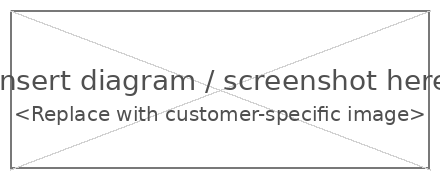 nsert diagram / screenshot here
<Replace with customer-specific image>